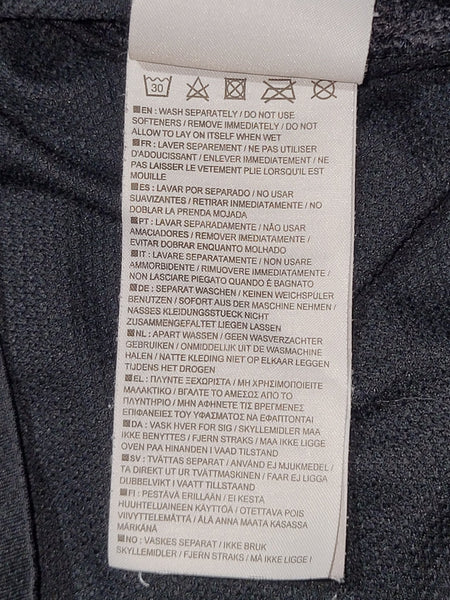 30
EN : WASH SEPARATELY / DO NOT USE
SOFTENERS / REMOVE IMMEDIATELY / DO NOT
ALLOW TO LAY ON ITSELF WHEN WET
FR : LAVER SEPAREMENT / NE PAS UTILISER
D'ADOUCISSANT / ENLEVER IMMEDIATEMENT /
PAS LAISSER LE VETEMENT PLIE LORSQU'IL EST
MOUILLE
ES : LAVAR POR SEPARADO / NO USAR
SUAVIZANTES / RETIRAR INMEDIATAMENTE / NO
DOBLAR LA PRENDA MOJADA
PT : LAVAR SEPARADAMENTE / NÃO USAR
AMACIADORES / REMOVER IMEDIATAMENTE /
EVITAR DOBRAR ENQUANTO MOLHADO
IT : LAVARE SEPARATAMENTE / NON USARE
AMMORBIDENTE / RIMUOVERE IMMEDIATAMENTE /
NON LASCIARE PIEGATO QUANDO È BAGNATO
DE : SEPARAT WASCHEN / KEINEN WEICHSPÜLER
BENUTZEN / SOFORT AUS DER MASCHINE NEHMEN /
NASSES KLEIDUNGSSTUECK NICHT
ZUSAMMENGEFALTET LIEGEN LASSEN
NL : APART WASSEN / GEEN WASVERZACHTER
GEBRUIKEN / ONMIDDELIJK UIT DE WASMACHINE
HALEN / NATTE KLEDING NIET OP ELKAAR LEGGEN
TIJDENS HET DROGEN
EL : ΠΛΥΝΤΕ ΞΕΧΩΡΙΣΤΑ / ΜΗ ΧΡΗΣΙΜΟΠΟΙΕΙΤΕ
ΜΑΛΑΚΤΙΚΟ / ΒΓΑΛΤΕ ΤΟ ΑΜΕΣΩΣ ΑΠΟ ΤΟ
ΠΛΥΝΤΗΡΙΟ / ΜΗΝ ΑΦΗΝΕΤΕ ΤΙΣ ΒΡΕΓΜΕΝΕΣ
ΕΠΙΦΑΝΕΙΕΣ ΤΟΥ ΥΦΑΣΜΑΤΟΣ ΝΑ ΕΦΑΠΤΟΝΤΑΙ
DA : VASK HVER FOR SIG / SKYLLEMIDLER MAA
IKKE BENYTTES / FJERN STRAKS / MAA IKKE LIGGE
OVEN PAA HINANDEN I VAAD TILSTAND
SV : TVÄTTAS SEPARAT / ANVÄND EJ MJUKMEDEL /
TA DIREKT UT UR TVÄTTMASKINEN / FAAR EJ LIGGA
DUBBELVIKT I VAATT TILLSTAND
FI : PESTÄVÄ ERILLÄÄN / EI KESTÄ
HUUHTELUAINEEN KÄYTTÖÄ / OTETTAVA POIS
VIIVYTTELEMÄTTÄ / ÄLÄ ANNA MAATA KASASSA
MÄRKÄNÄ
NO : VASKES SEPARAT / IKKE BRUK
SKYLLEMIDLER / FJERN STRAKS / MAA IKKE LIGGE I